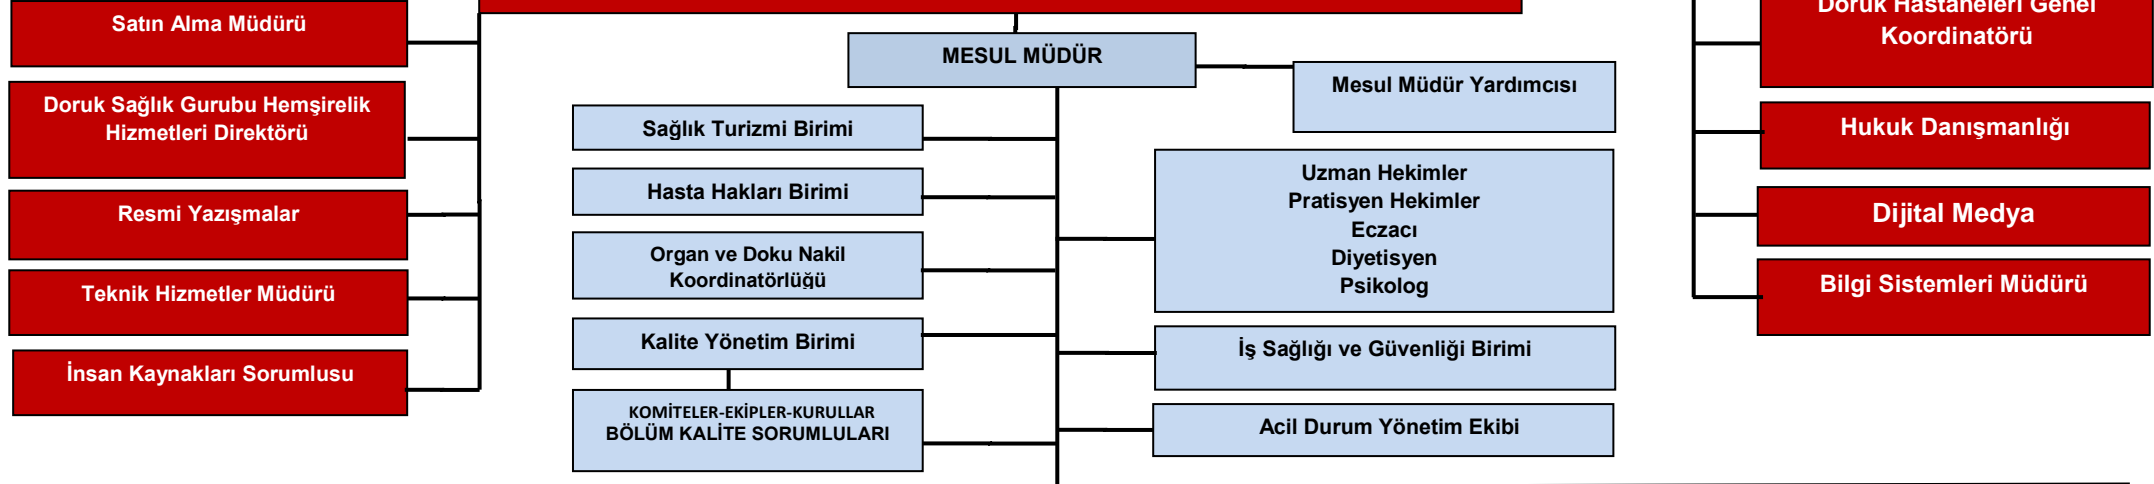 Satın Alma Müdürü
Doruk Sağlık Gurubu Hemşirelik
Hizmetleri Direktörü
Resmi Yazışmalar
Teknik Hizmetler Müdürü
İnsan Kaynakları Sorumlusu
MESUL MÜDÜR
Mesul Müdür Yardımcısı
Sağlık Turizmi Birimi
Hasta Hakları Birimi
Organ ve Doku Nakil
Koordinatörlüğü
Kalite Yönetim Birimi
KOMİTELER-EKİPLER-KURULLAR
BÖLÜM KALİTE SORUMLULARI
Uzman Hekimler
Pratisyen Hekimler
Eczacı
Diyetisyen
Psikolog
İş Sağlığı ve Güvenliği Birimi
Acil Durum Yönetim Ekibi
Doruk Hastaneleri Genel
Koordinatörü
Hukuk Danışmanlığı
Dijital Medya
Bilgi Sistemleri Müdürü